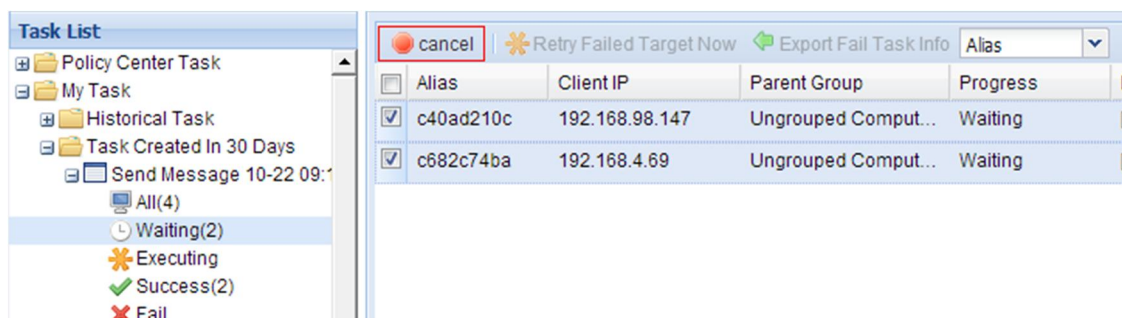 Task List
Policy Center Task
My Task
Historical Task
Task Created In 30 Days
Send Message 10-22 09:
All(4)
Waiting(2)
Executing
Success(2)
Fail
cancel Retry Failed Target Now Export Fail Task Info Alias
Alias Client IP Parent Group Progress
c40ad210c 192.168.98.147 Ungrouped Comput... Waiting
c682c74ba 192.168.4.69 Ungrouped Comput... Waiting